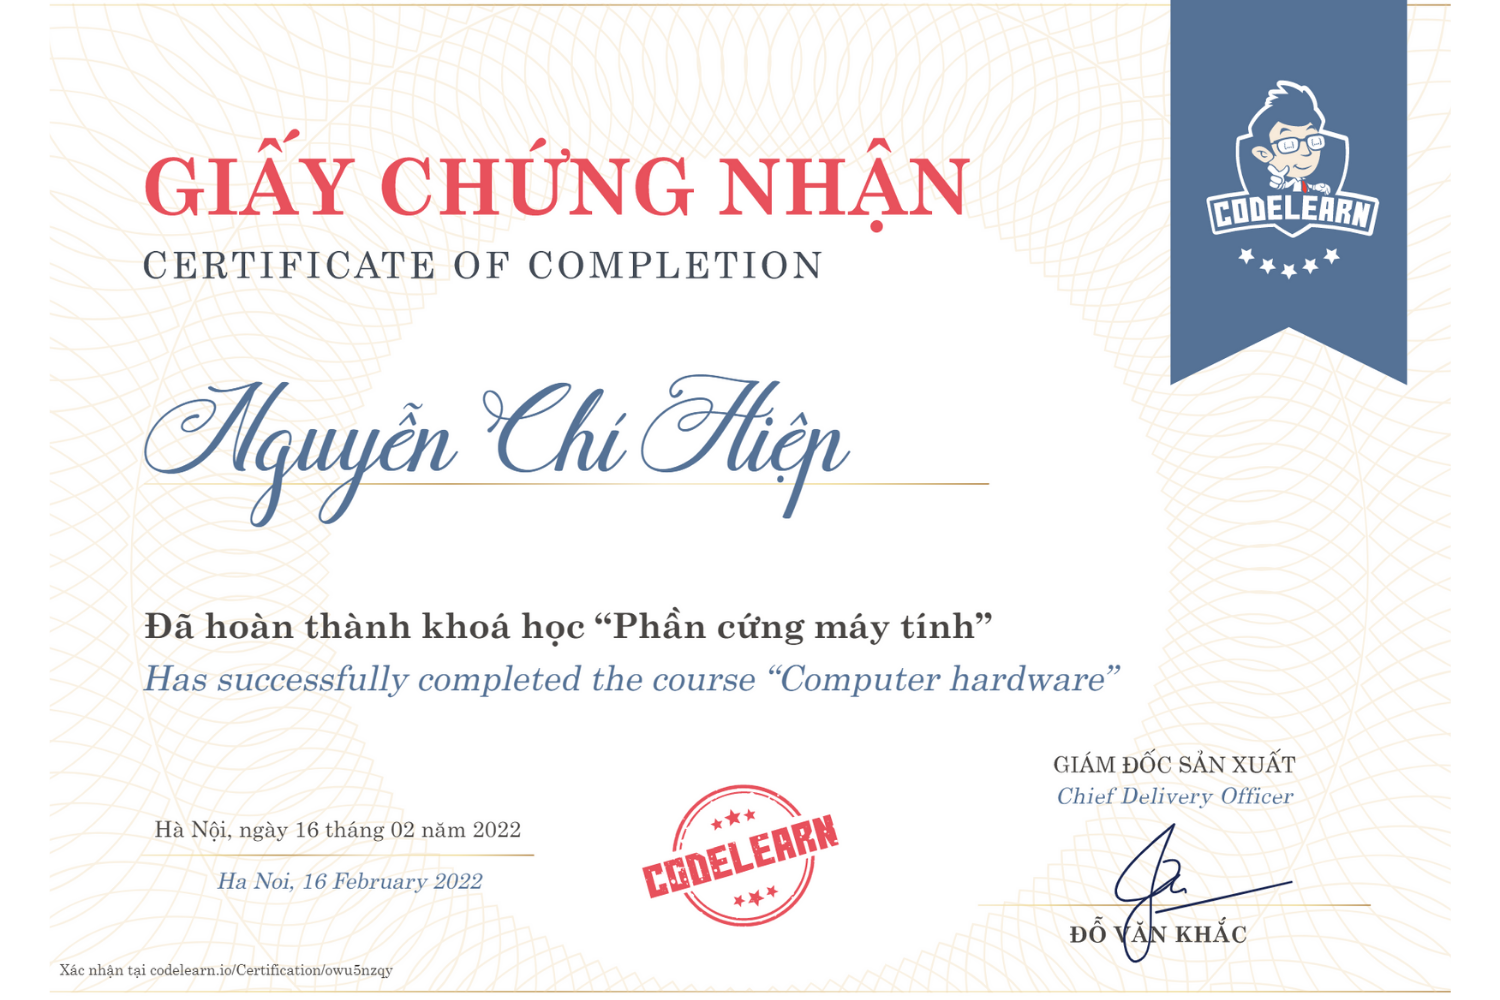 GIẤY CHỨNG NHẬN
CERTIFICATE OF COMPLETION
CODELEARN
Nguyễn Chí Hiệp
Đã hoàn thành khoá học “Phần cứng máy tính”
Has successfully completed the course “Computer hardware”
GIÁM ĐỐC SẢN XUẤT
Chief Delivery Officer
Hà Nội, ngày 16 tháng 02 năm 2022
Ha Noi, 16 February 2022
CODELEARN
ĐỖ VĂN KHẮC
Xác nhận tại codelearn.io/Certification/owu5nzqy